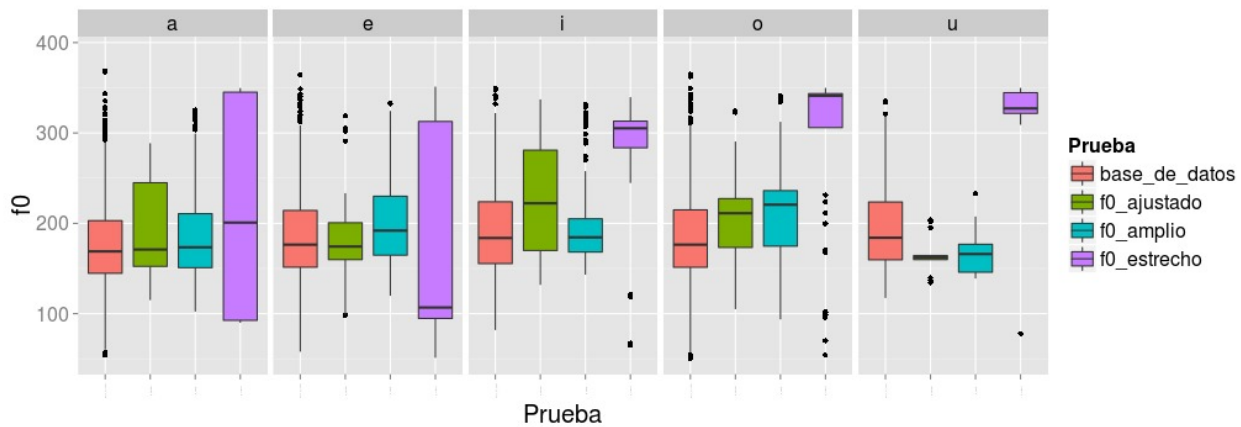 a e i o u
400
300
200
100
f0
Prueba
Prueba
base_de_datos
f0_ajustado
f0_amplio
f0_estrecho